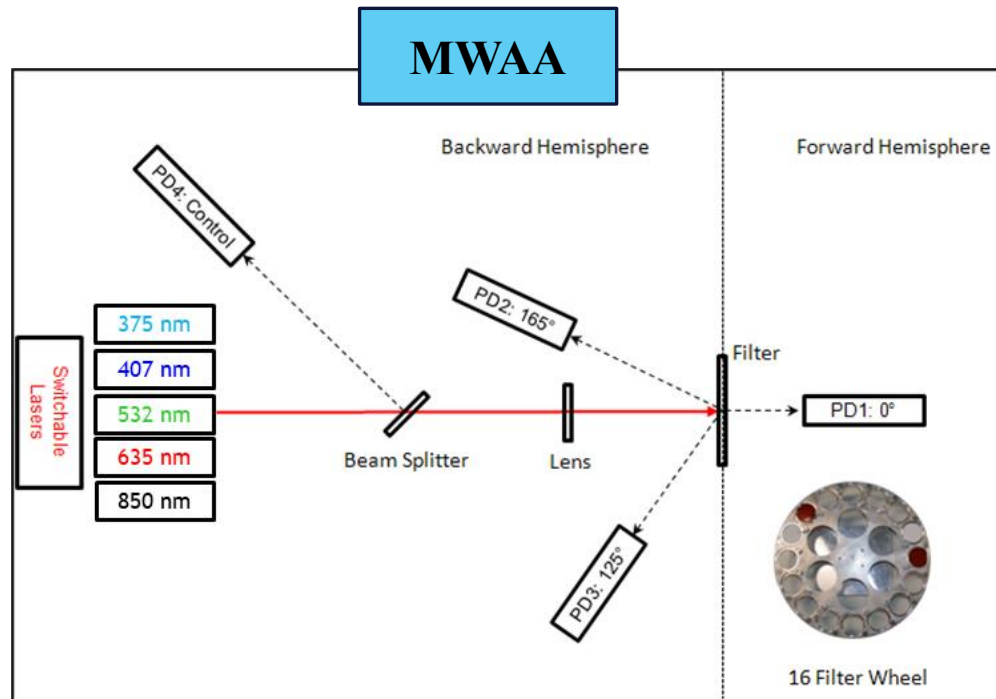 MWAA
Backward Hemisphere
Forward Hemisphere
PD4: Control
PD2: 165°
375 nm
407 nm
532 nm
635 nm
850 nm
Switchable
Lasers
Filter
PD1: 0°
Beam Splitter
Lens
PD3: 125°
16 Filter Wheel